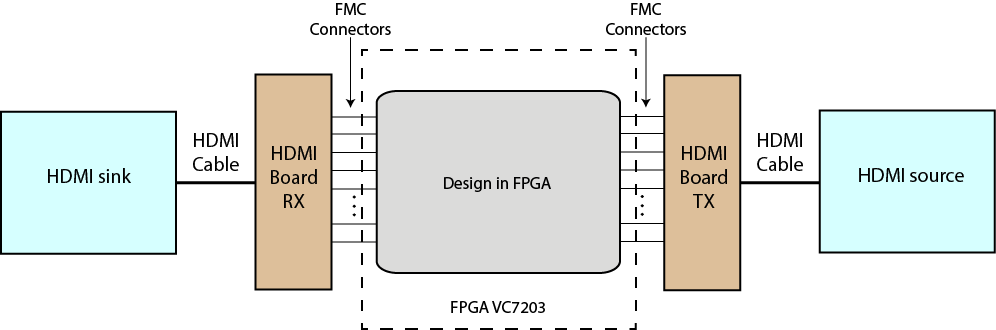 FMC
Connectors
FMC
Connectors
HDMI sink
HDMI
Cable
HDMI
Board
RX
Design in FPGA
HDMI
Board
TX
HDMI
Cable
HDMI source
FPGA VC7203